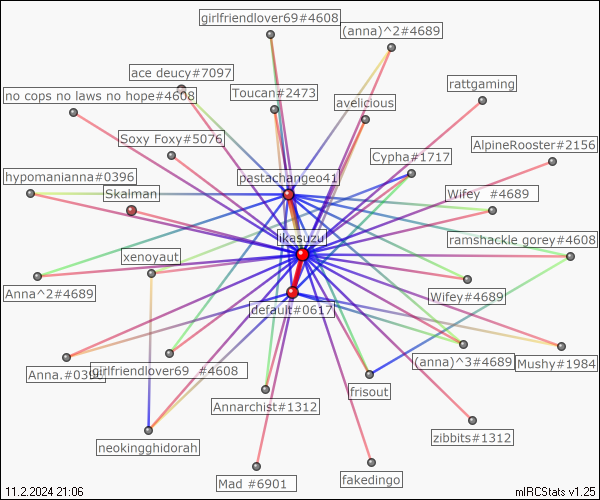 girlfriendlover69#4608
(anna)^2#4689
ace deucy#7097
rattgaming
no cops no laws no hope#4608
Toucan#2473
avelicious
Soxy Foxy#5076
AlpineRooster#2156
Cypha#1717
hypomanianna#0396
pastachangeo41
Skaiman
Wifey #4689
ikasuzu
ramshackle gorey#4608
xenoyaut
Anna^2#4689
Wifey#4689
default#0617
(anna)^3#4689
Mushy#1984
Anna.#0396
girlfriendlover69 #4608
frisout
Annarchist#1312
zibbits#1312
neokingghidorah
fakedingo
Mad #6901
11.2.2024 21:06
mIRCStats v1.25